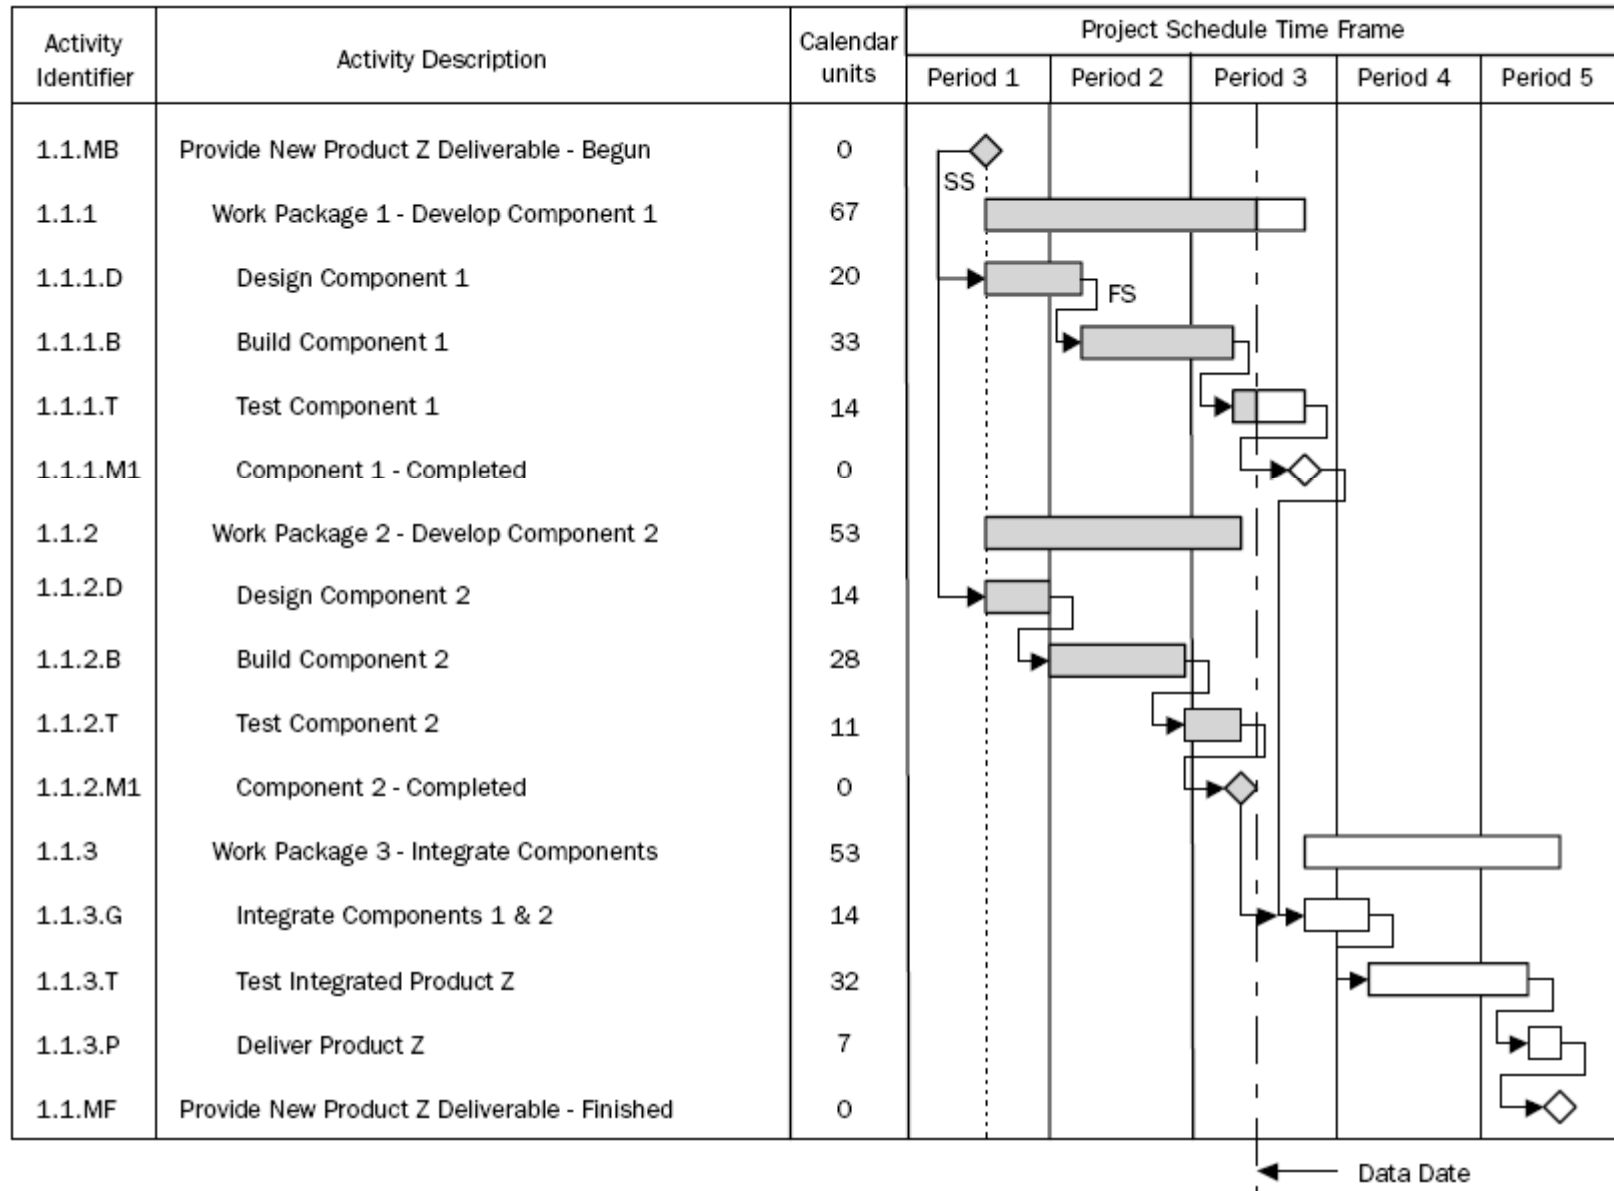 Activity Identifier
Activity Description
Calendar units
Project Schedule Time Frame
Period 1 Period 2 Period 3 Period 4 Period 5
1.1.MB Provide New Product Z Deliverable - Begun 0
SS
1.1.1 Work Package 1 - Develop Component 1 67
1.1.1.D Design Component 1 20
FS
1.1.1.B Build Component 1 33
1.1.1.T Test Component 1 14
1.1.1.M1 Component 1 - Completed 0
1.1.2 Work Package 2 - Develop Component 2 53
1.1.2.D Design Component 2 14
1.1.2.B Build Component 2 28
1.1.2.T Test Component 2 11
1.1.2.M1 Component 2 - Completed 0
1.1.3 Work Package 3 - Integrate Components 53
1.1.3.G Integrate Components 1 & 2 14
1.1.3.T Test Integrated Product Z 32
1.1.3.P Deliver Product Z 7
1.1.MF Provide New Product Z Deliverable - Finished 0
Data Date